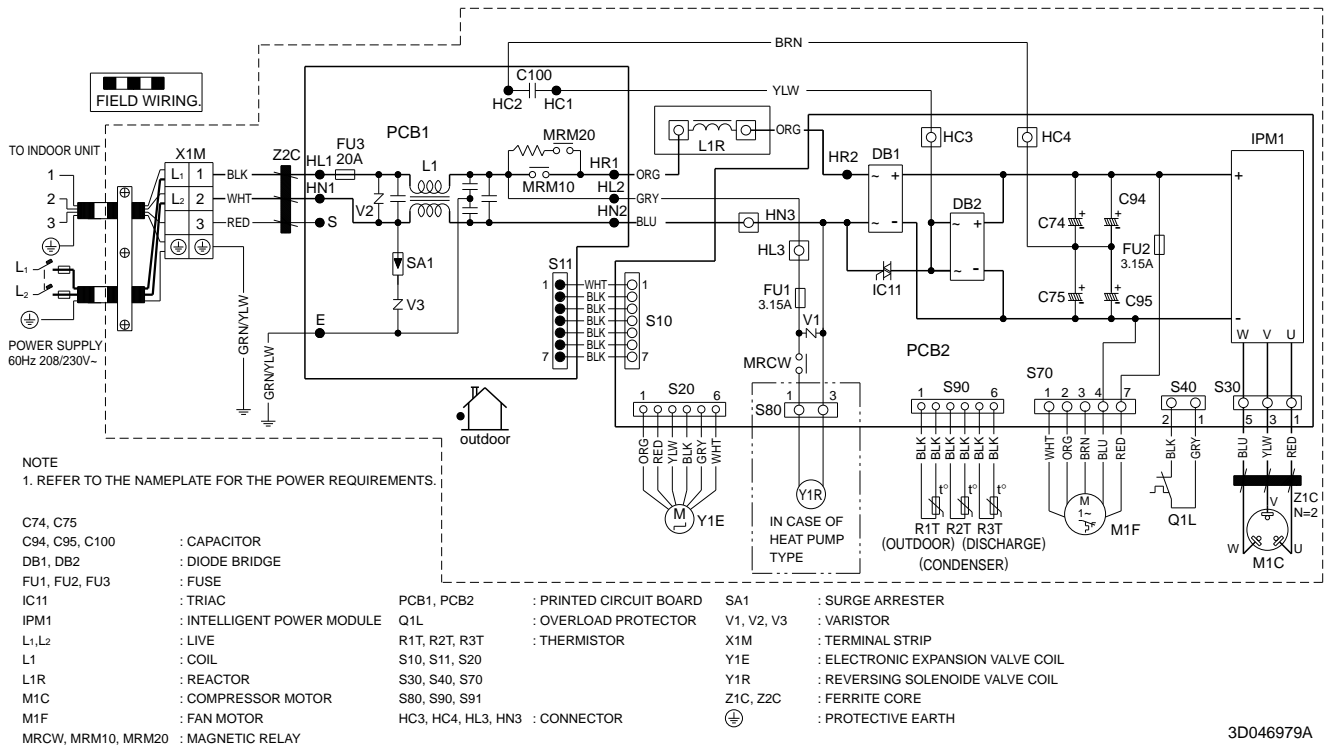 BRN
C100
HC2
HC1
YLW
FIELD WIRING.
PCB1
MRM20
MRM10
L1R
ORG
HC3
HC4
IPM1
TO INDOOR UNIT
X1M
Z2C
HL1
FU3
20A
L1
HR1
ORG
HR2
DB1
1
L1
1
BLK
HN1
HL2
GRY
+
+
2
L2
2
WHT
V2
HN2
BLU
HN3
DB2
C74
C94
3
3
RED
S
~
-
~
+
~
-
HL3
IC11
FU2
3.15A
L1
SA1
S11
FU1
3.15A
C75
C95
L2
V3
1
WHT
1
BLK
BLK
BLK
S10
BLK
BLK
7
BLK
7
V1
-
W V U
POWER SUPPLY
60Hz 208/230V~
E
GRN/YLW
GRN/YLW
MRCW
PCB2
outdoor
1
S20
6
S80
1
3
1
S90
6
S70
1 2 3 4 7
S40
2
1
S30
5 3 1
ORG
RED
YLW
BLK
GRY
WHT
BLK
BLK
BLK
BLK
BLK
BLK
WHT
ORG
BRN
BLU
RED
BLK
GRY
BLU
YLW
RED
M
Y1E
Y1R
IN CASE OF
HEAT PUMP
TYPE
t°
t°
t°
R1T R2T R3T
(OUTDOOR) (DISCHARGE)
(CONDENSER)
M
1~
M1F
Q1L
Z1C
N=2
V
W
U
M1C
NOTE
1. REFER TO THE NAMEPLATE FOR THE POWER REQUIREMENTS.
C74, C75
C94, C95, C100 : CAPACITOR
DB1, DB2 : DIODE BRIDGE
FU1, FU2, FU3 : FUSE
IC11 : TRIAC
IPM1 : INTELLIGENT POWER MODULE
L1,L2 : LIVE
L1 : COIL
L1R : REACTOR
M1C : COMPRESSOR MOTOR
M1F : FAN MOTOR
MRCW, MRM10, MRM20 : MAGNETIC RELAY
PCB1, PCB2 : PRINTED CIRCUIT BOARD
Q1L : OVERLOAD PROTECTOR
R1T, R2T, R3T : THERMISTOR
S10, S11, S20
S30, S40, S70
S80, S90, S91
HC3, HC4, HL3, HN3 : CONNECTOR
SA1 : SURGE ARRESTER
V1, V2, V3 : VARISTOR
X1M : TERMINAL STRIP
Y1E : ELECTRONIC EXPANSION VALVE COIL
Y1R : REVERSING SOLENOIDE VALVE COIL
Z1C, Z2C : FERRITE CORE
: PROTECTIVE EARTH
3D046979A